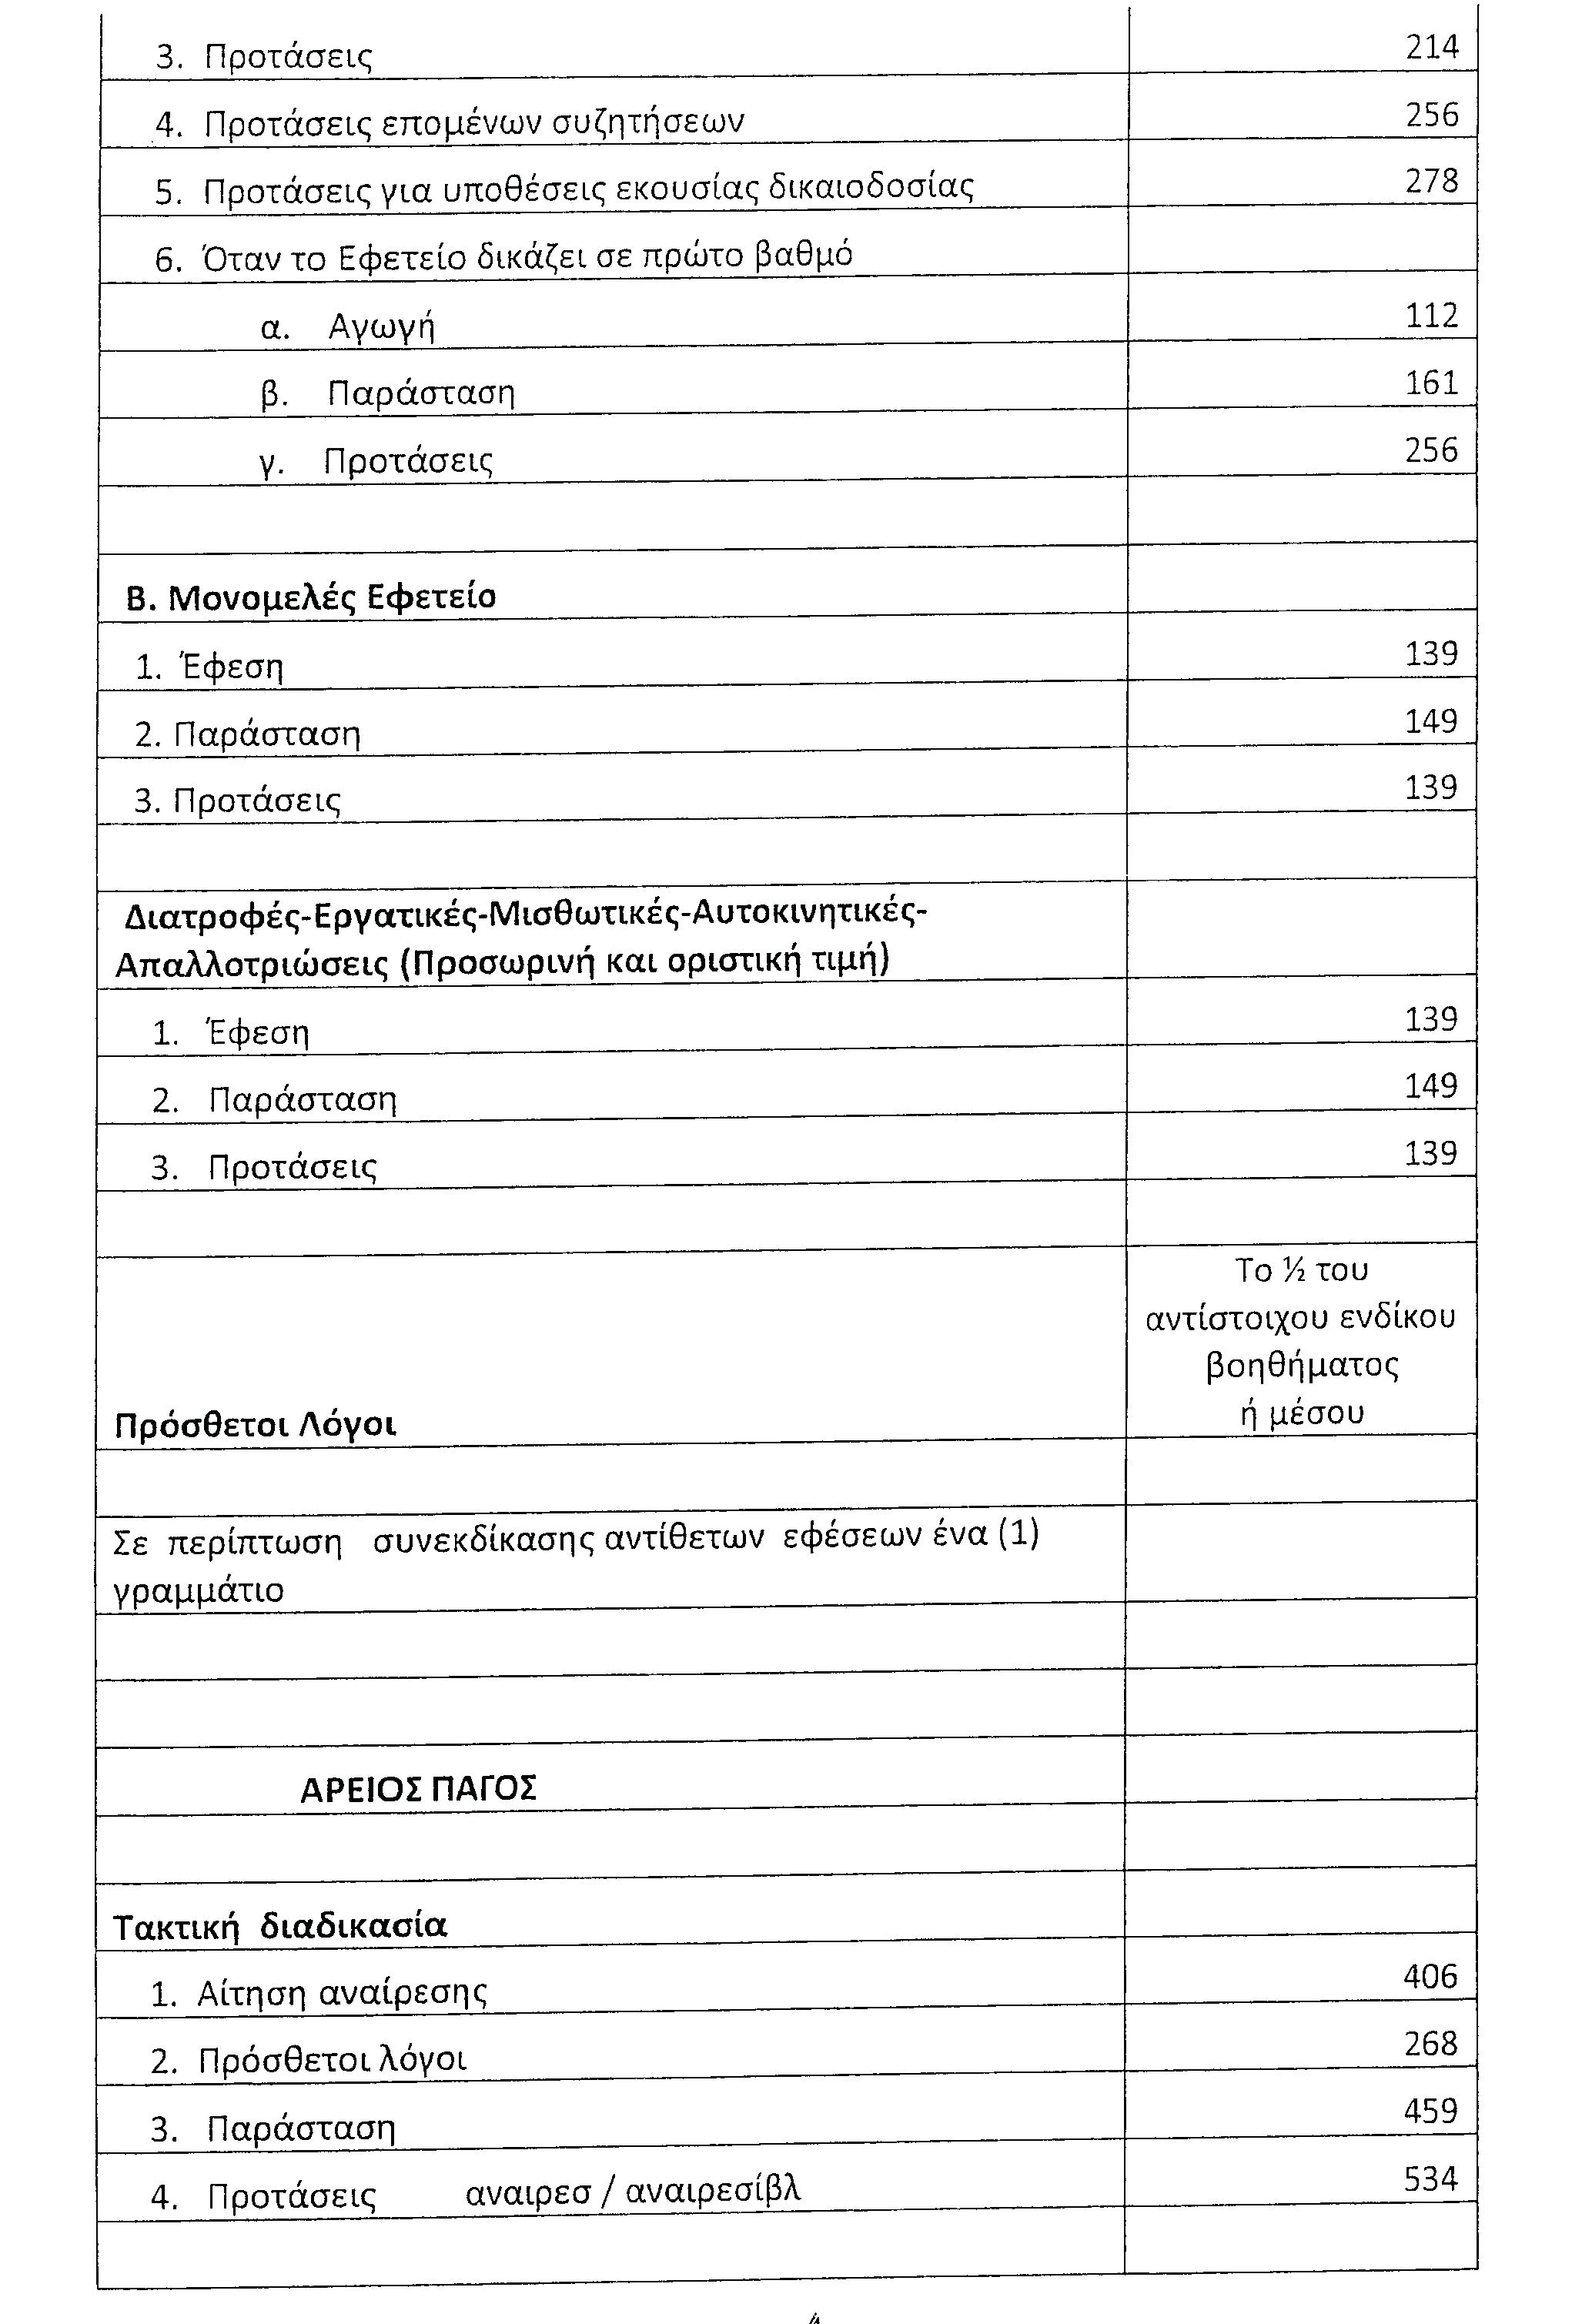 3. Προτάσεις 214
4. Προτάσεις επομένων συζητήσεων 256
5. Προτάσεις για υποθέσεις εκουσίας δικαιοδοσίας 278
6. Όταν το Εφετείο δικάζει σε πρώτο βαθμό
α. Αγωγή 112
β. Παράσταση 161
γ. Προτάσεις 256
Β. Μονομελές Εφετείο
1. Έφεση 139
2. Παράσταση 149
3. Προτάσεις 139
Διατροφές-Εργατικές-Μισθωτικές-Αυτοκινητικές-
Απαλλοτριώσεις (Προσωρινή και οριστική τιμή)
1. Έφεση 139
2. Παράσταση 149
3. Προτάσεις 139
Το ½ του
αντίστοιχου ενδίκου
βοηθήματος
ή μέσου
Πρόσθετοι Λόγοι
Σε περίπτωση συνεκδίκασης αντίθετων εφέσεων ένα (1)
γραμμάτιο
ΑΡΕΙΟΣ ΠΑΓΟΣ
Τακτική διαδικασία
1. Αίτηση αναίρεσης 406
2. Πρόσθετοι λόγοι 268
3. Παράσταση 459
4. Προτάσεις αναιρεσ / αναιρεσίβλ 534